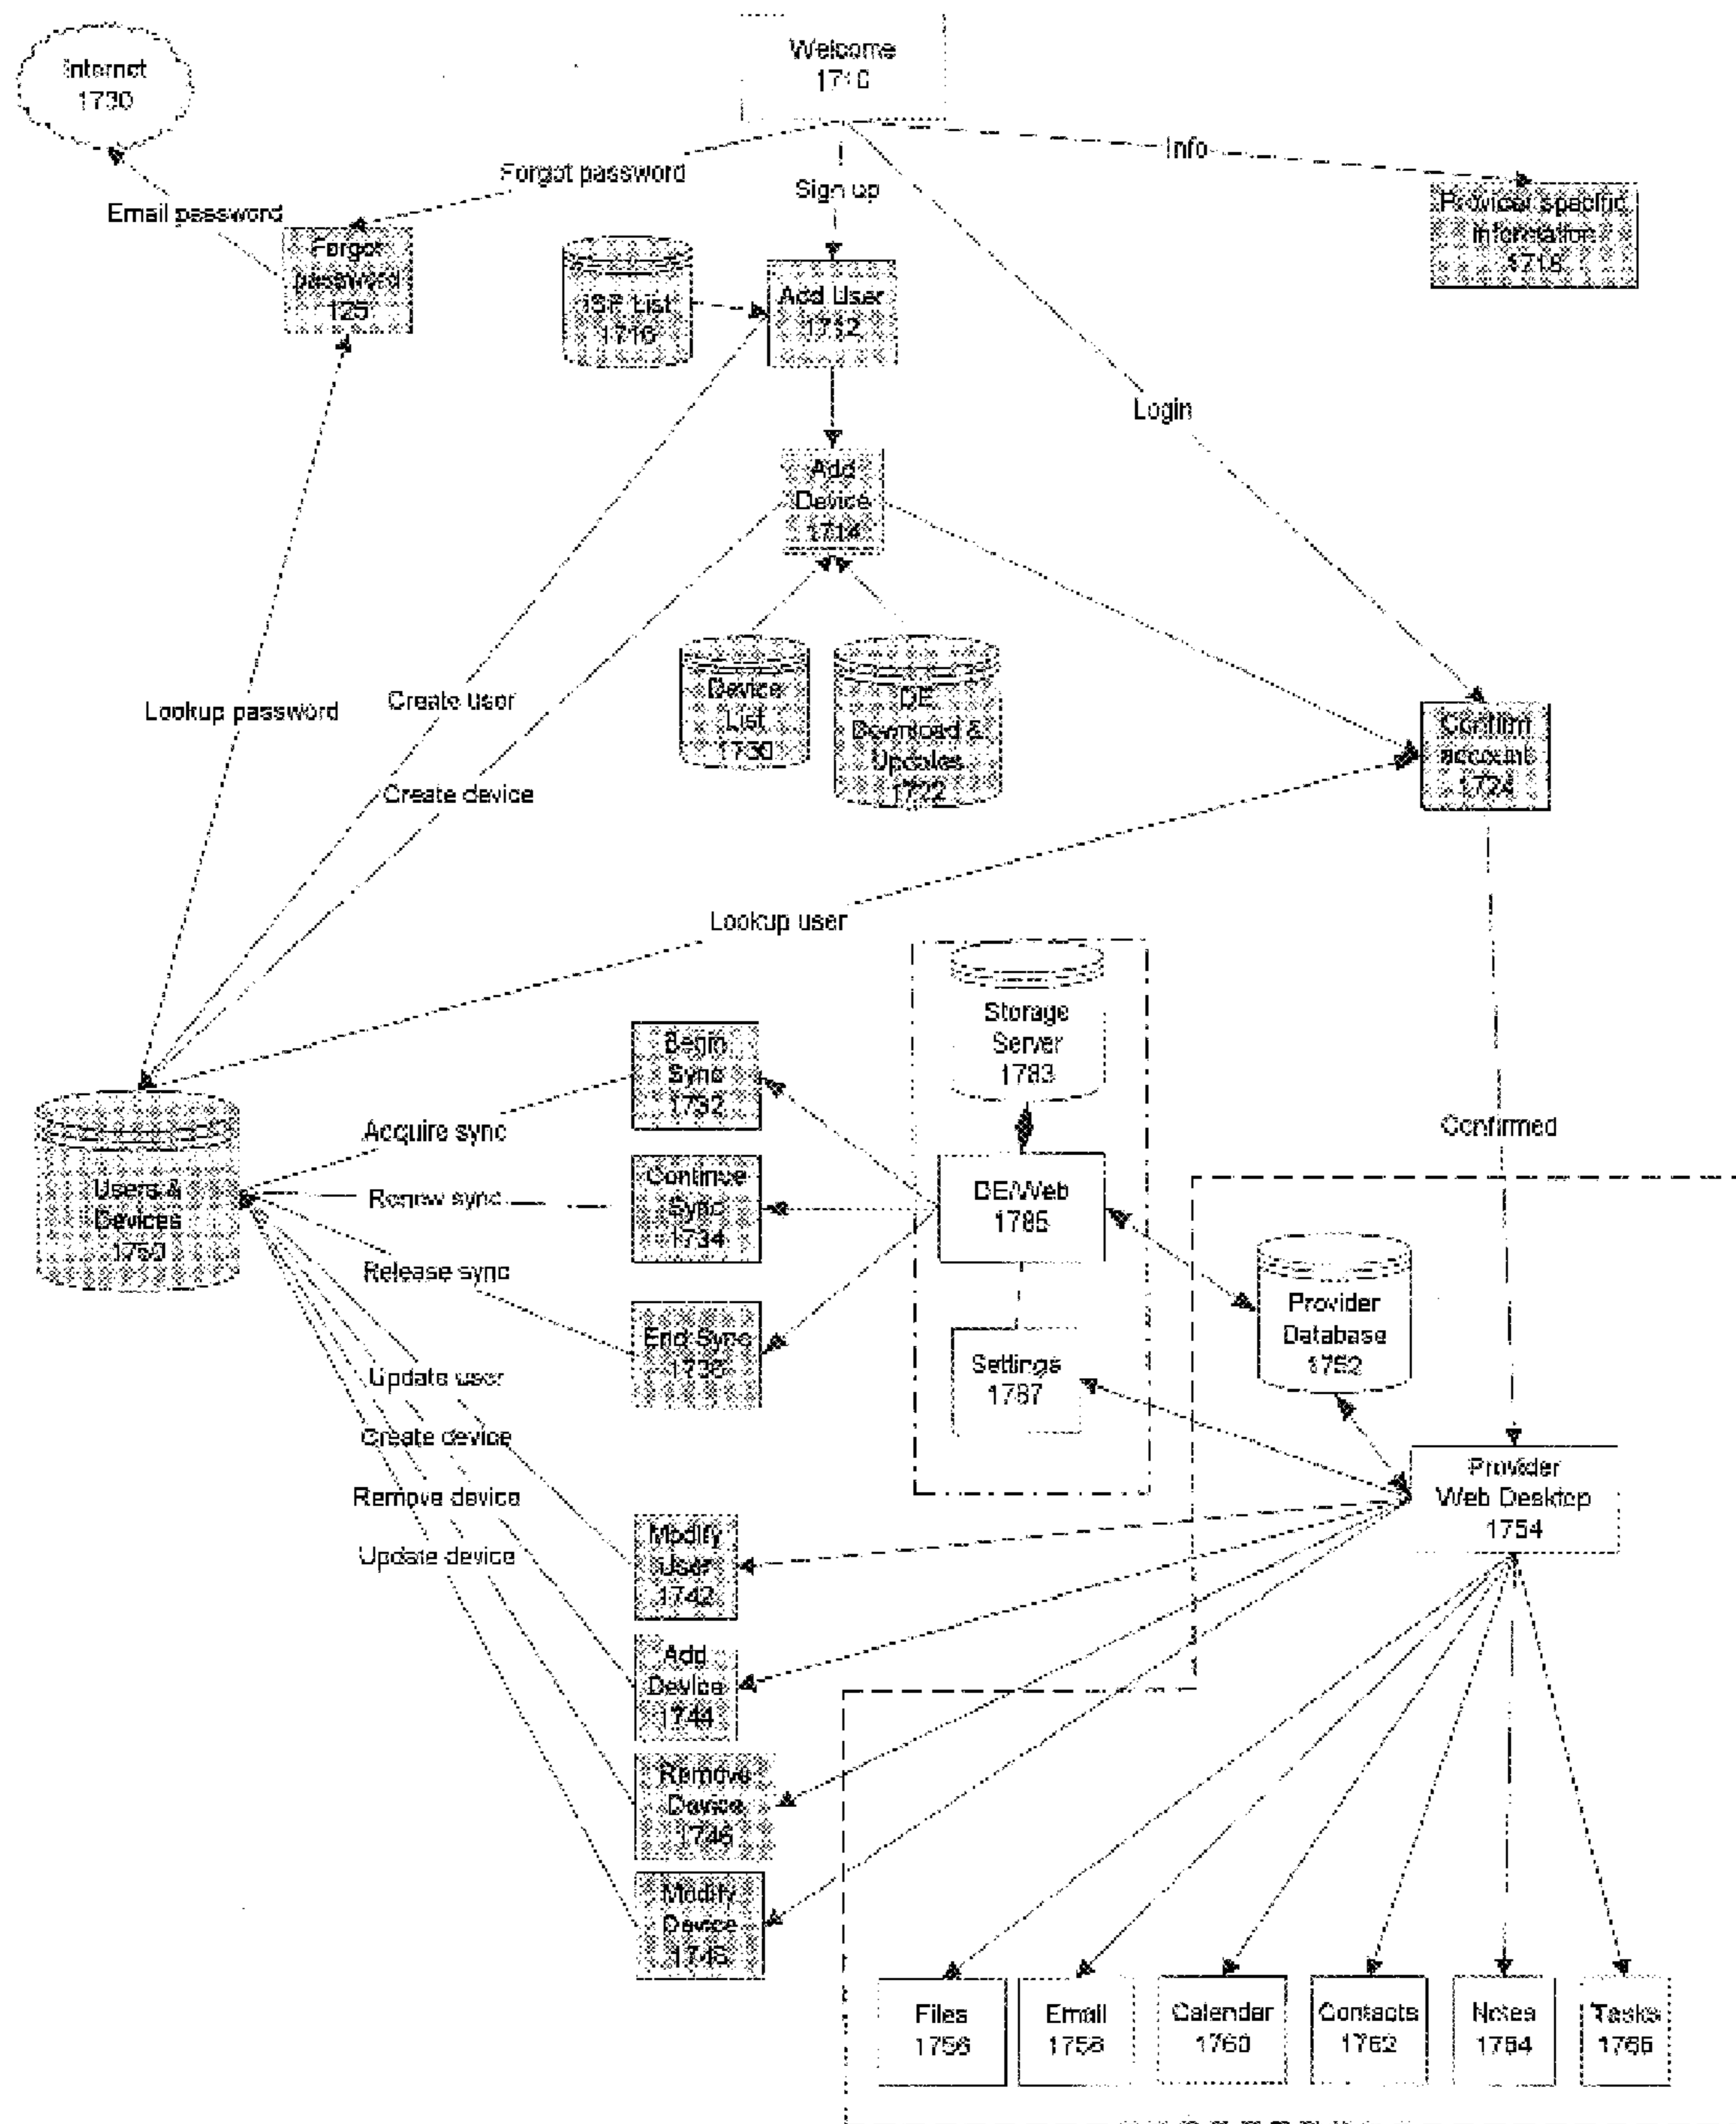 Internet
1730
Welcome
1710
Forgot password
Sign up
Info
Email password
Forgot
password
125
ISP List
1716
Add User
1712
Provider specific
information
1718
Login
Add
Device
1714
Device
List
1730
DE
Download &
Updates
1722
Confirm
account
1724
Lookup password
Create user
Create device
Lookup user
Confirmed
Users &
Devices
Acquire sync
Renew sync
Release sync
Begin
Sync
1732
Continue
Sync
1734
End Sync
1736
Storage
Server
1783
DE/Web
1785
Settings
1787
Provider
Database
1752
Provider
Web Desktop
1754
Update user
Create device
Remove device
Update device
Modify
User
1742
Add
Device
1744
Remove
Device
1746
Modify
Device
Files
1756
Email
1758
Calendar
1760
Contacts
1762
Notes
1764
Tasks
1766